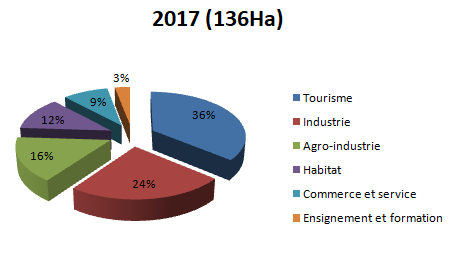 2017 (136Ha)
3%
9%
36%
12%
16%
24%
Tourisme
Industrie
Agro-industrie
Habitat
Commerce et service
Ensignement et formation